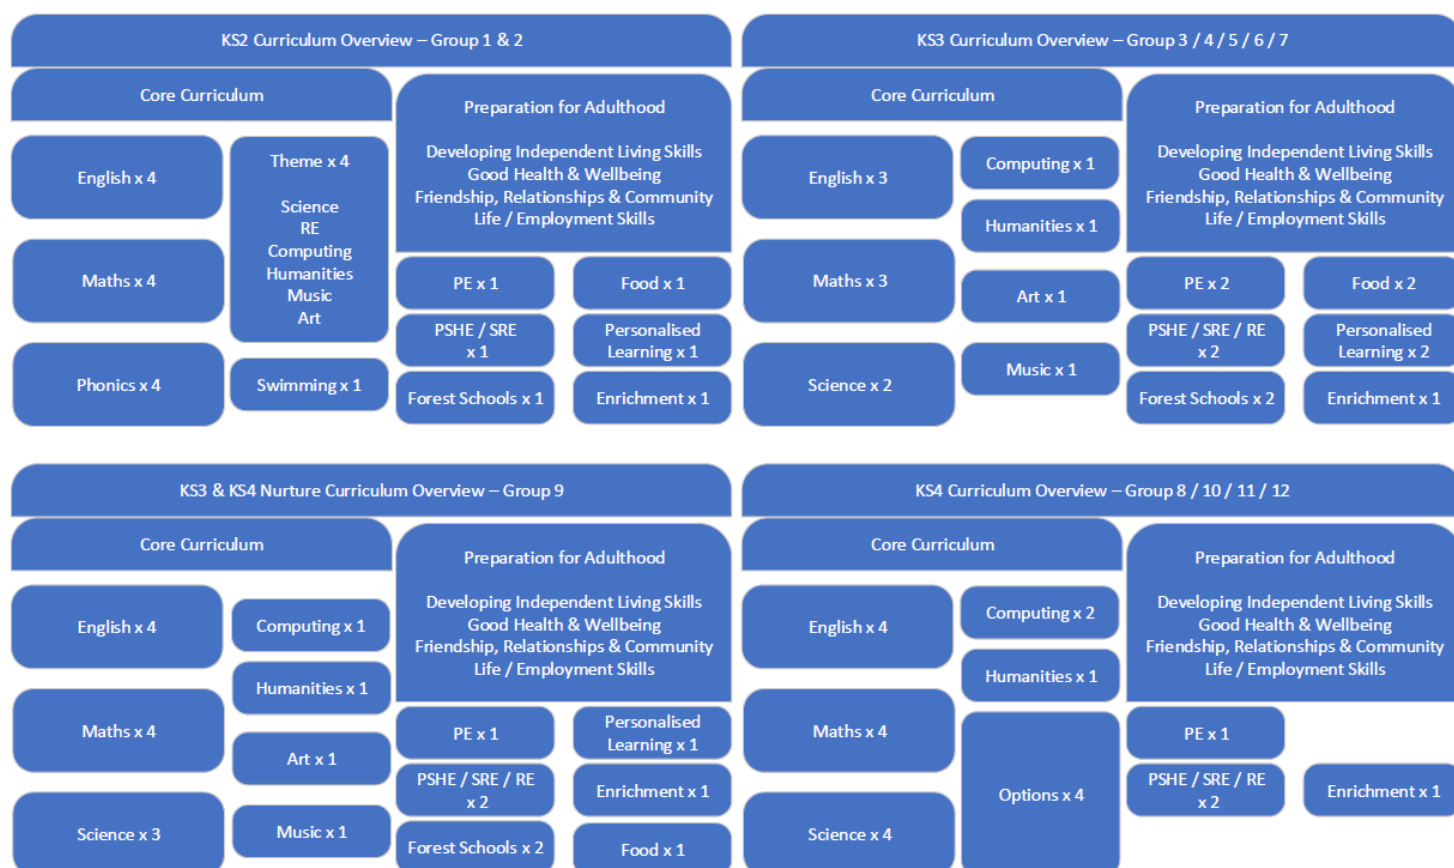 KS2 Curriculum Overview – Group 1 & 2
Core Curriculum
English x 4
Maths x 4
Phonics x 4
Theme x 4
Science
RE
Computing
Humanities
Music
Art
Swimming x 1
Preparation for Adulthood
Developing Independent Living Skills
Good Health & Wellbeing
Friendship, Relationships & Community
Life / Employment Skills
PE x 1
Food x 1
PSHE / SRE
x 1
Personalised
Learning x 1
Forest Schools x 1
Enrichment x 1
KS3 Curriculum Overview – Group 3 / 4 / 5 / 6 / 7
Core Curriculum
English x 3
Maths x 3
Science x 2
Computing x 1
Humanities x 1
Art x 1
Music x 1
Preparation for Adulthood
Developing Independent Living Skills
Good Health & Wellbeing
Friendship, Relationships & Community
Life / Employment Skills
PE x 2
Food x 2
PSHE / SRE / RE
x 2
Personalised
Learning x 2
Forest Schools x 2
Enrichment x 1
KS3 & KS4 Nurture Curriculum Overview – Group 9
Core Curriculum
English x 4
Maths x 4
Science x 3
Computing x 1
Humanities x 1
Art x 1
Music x 1
Preparation for Adulthood
Developing Independent Living Skills
Good Health & Wellbeing
Friendship, Relationships & Community
Life / Employment Skills
PE x 1
Personalised
Learning x 1
PSHE / SRE / RE
x 2
Enrichment x 1
Forest Schools x 2
Food x 1
KS4 Curriculum Overview – Group 8 / 10 / 11 / 12
Core Curriculum
English x 4
Maths x 4
Science x 4
Computing x 2
Humanities x 1
Options x 4
Preparation for Adulthood
Developing Independent Living Skills
Good Health & Wellbeing
Friendship, Relationships & Community
Life / Employment Skills
PE x 1
PSHE / SRE / RE
x 2
Enrichment x 1